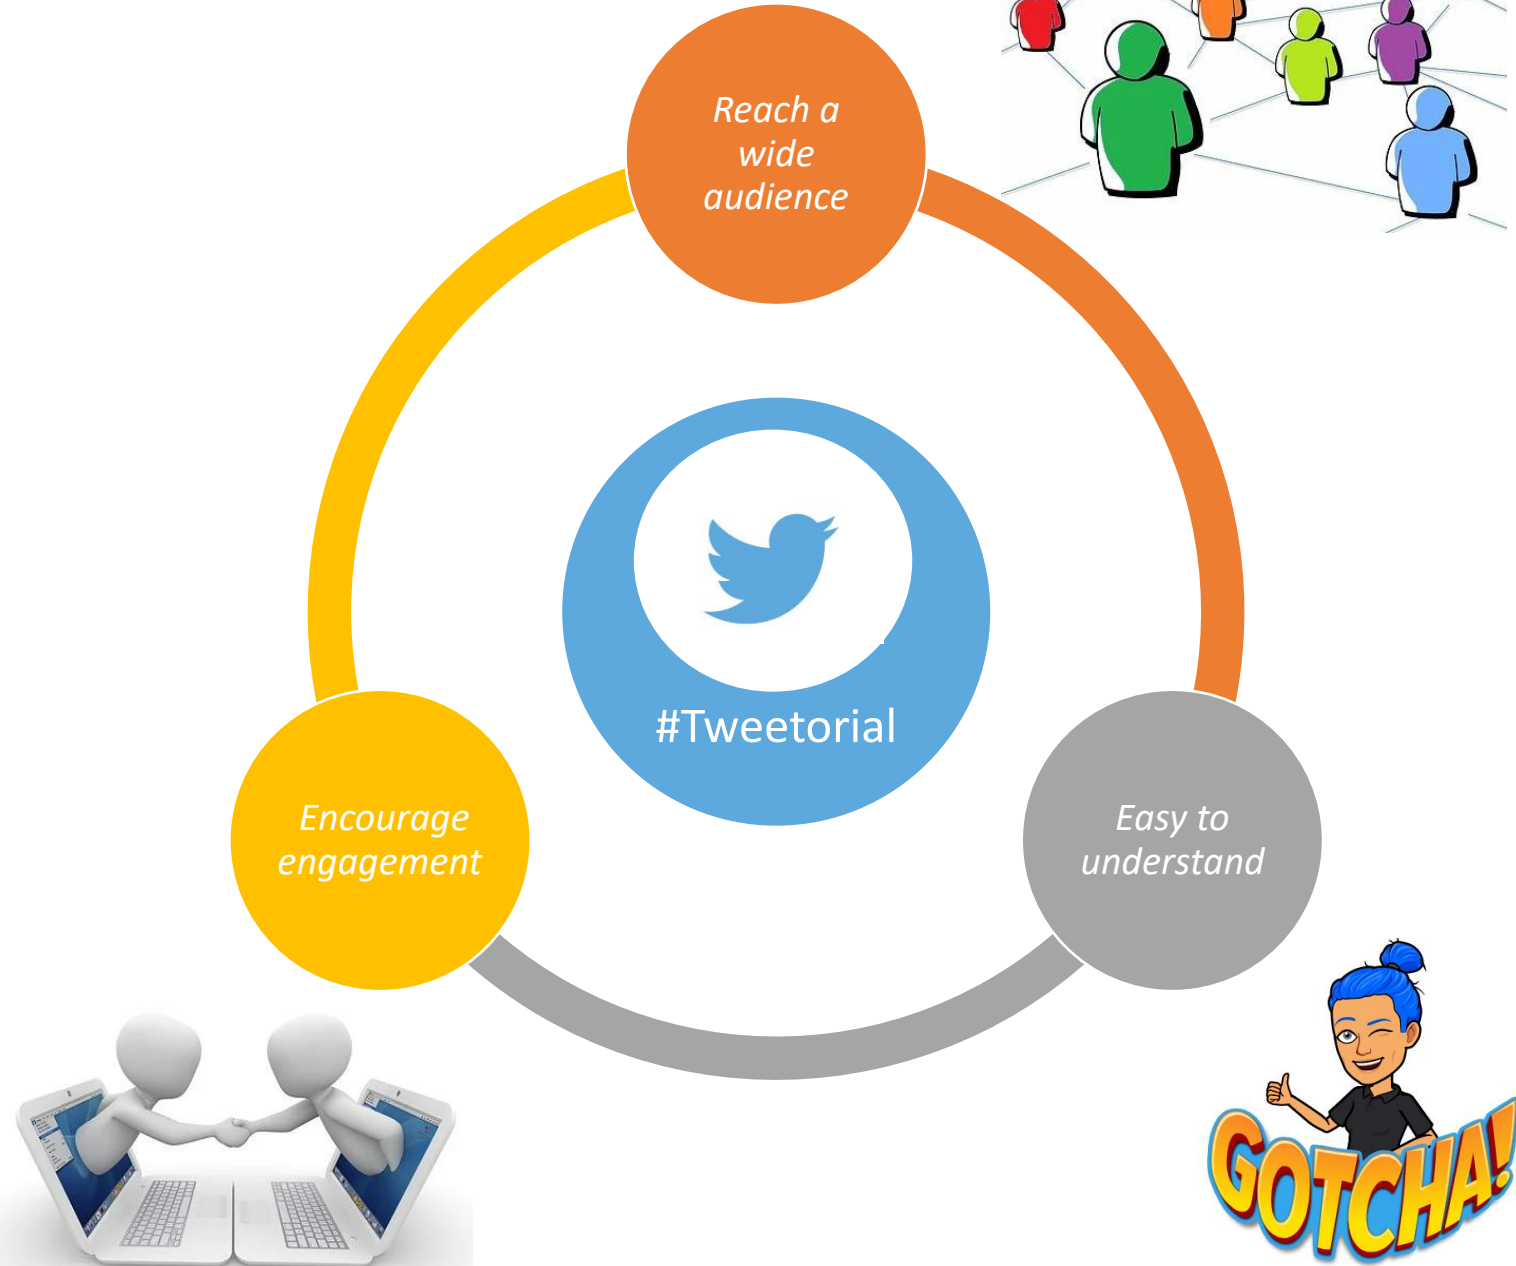 Reach a
wide
audience
#Tweetorial
Encourage
engagement
Easy to
understand
GOTCHA!